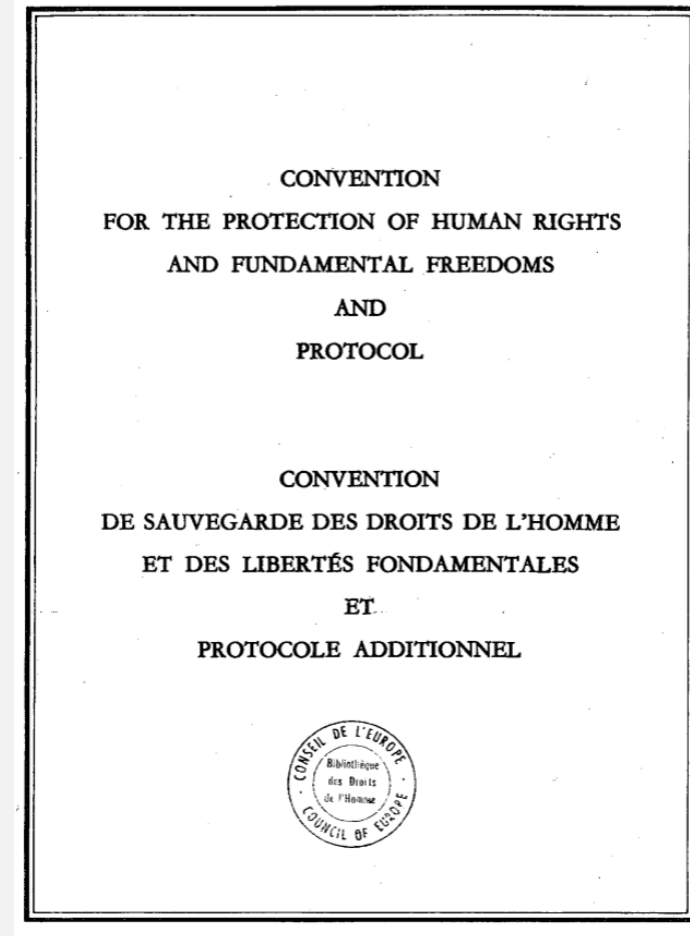 CONVENTION
FOR THE PROTECTION OF HUMAN RIGHTS
AND FUNDAMENTAL FREEDOMS
AND
PROTOCOL
CONVENTION
DE SAUVEGARDE DES DROITS DE L'HOMME
ET DES LIBERTÉS FONDAMENTALES
ET
PROTOCOLE ADDITIONNEL
CONSEIL DE L'EUROPE
Bibliothèque
des Droits
de l'Homme
COUNCIL OF EUROPE